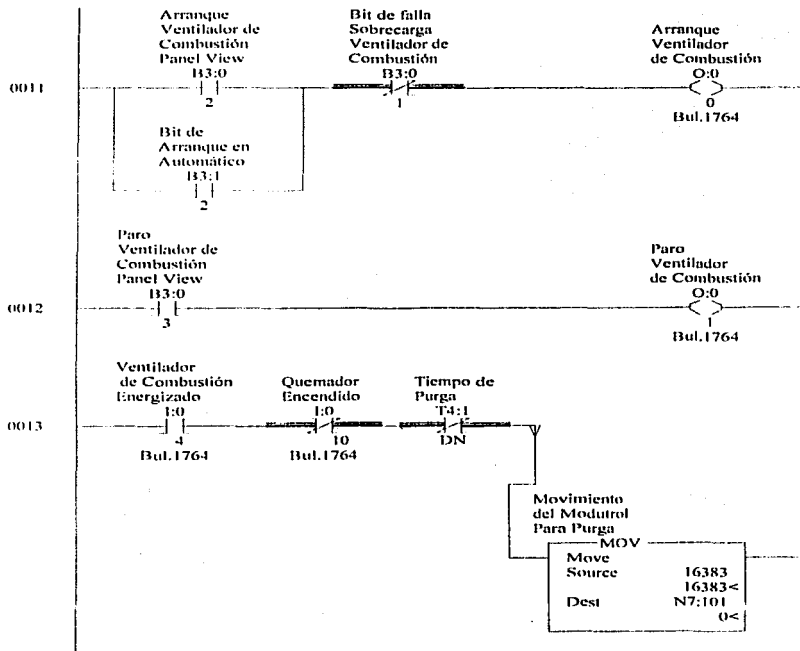 Arranque
Ventilador de
Combustión
Panel View
B3:0
2
Bit de falla
Sobrecarga
Ventilador de
Combustión
B3:0
1
Arranque
Ventilador
de Combustión
O:0
0
Bul.1764
0011
Bit de
Arranque en
Automático
B3:1
2
Paro
Ventilador de
Combustión
Panel View
B3:0
3
Paro
Ventilador
de Combustión
O:0
1
Bul.1764
0012
Ventilador
de Combustión
Energizado
I:0
4
Bul.1764
Quemador
Encendido
I:0
10
Bul.1764
Tiempo de
Purga
T4:1
DN
0013
Movimiento
del Modutrol
Para Purga
MOV
Move
Source 16383
16383<
Dest N7:101
0<